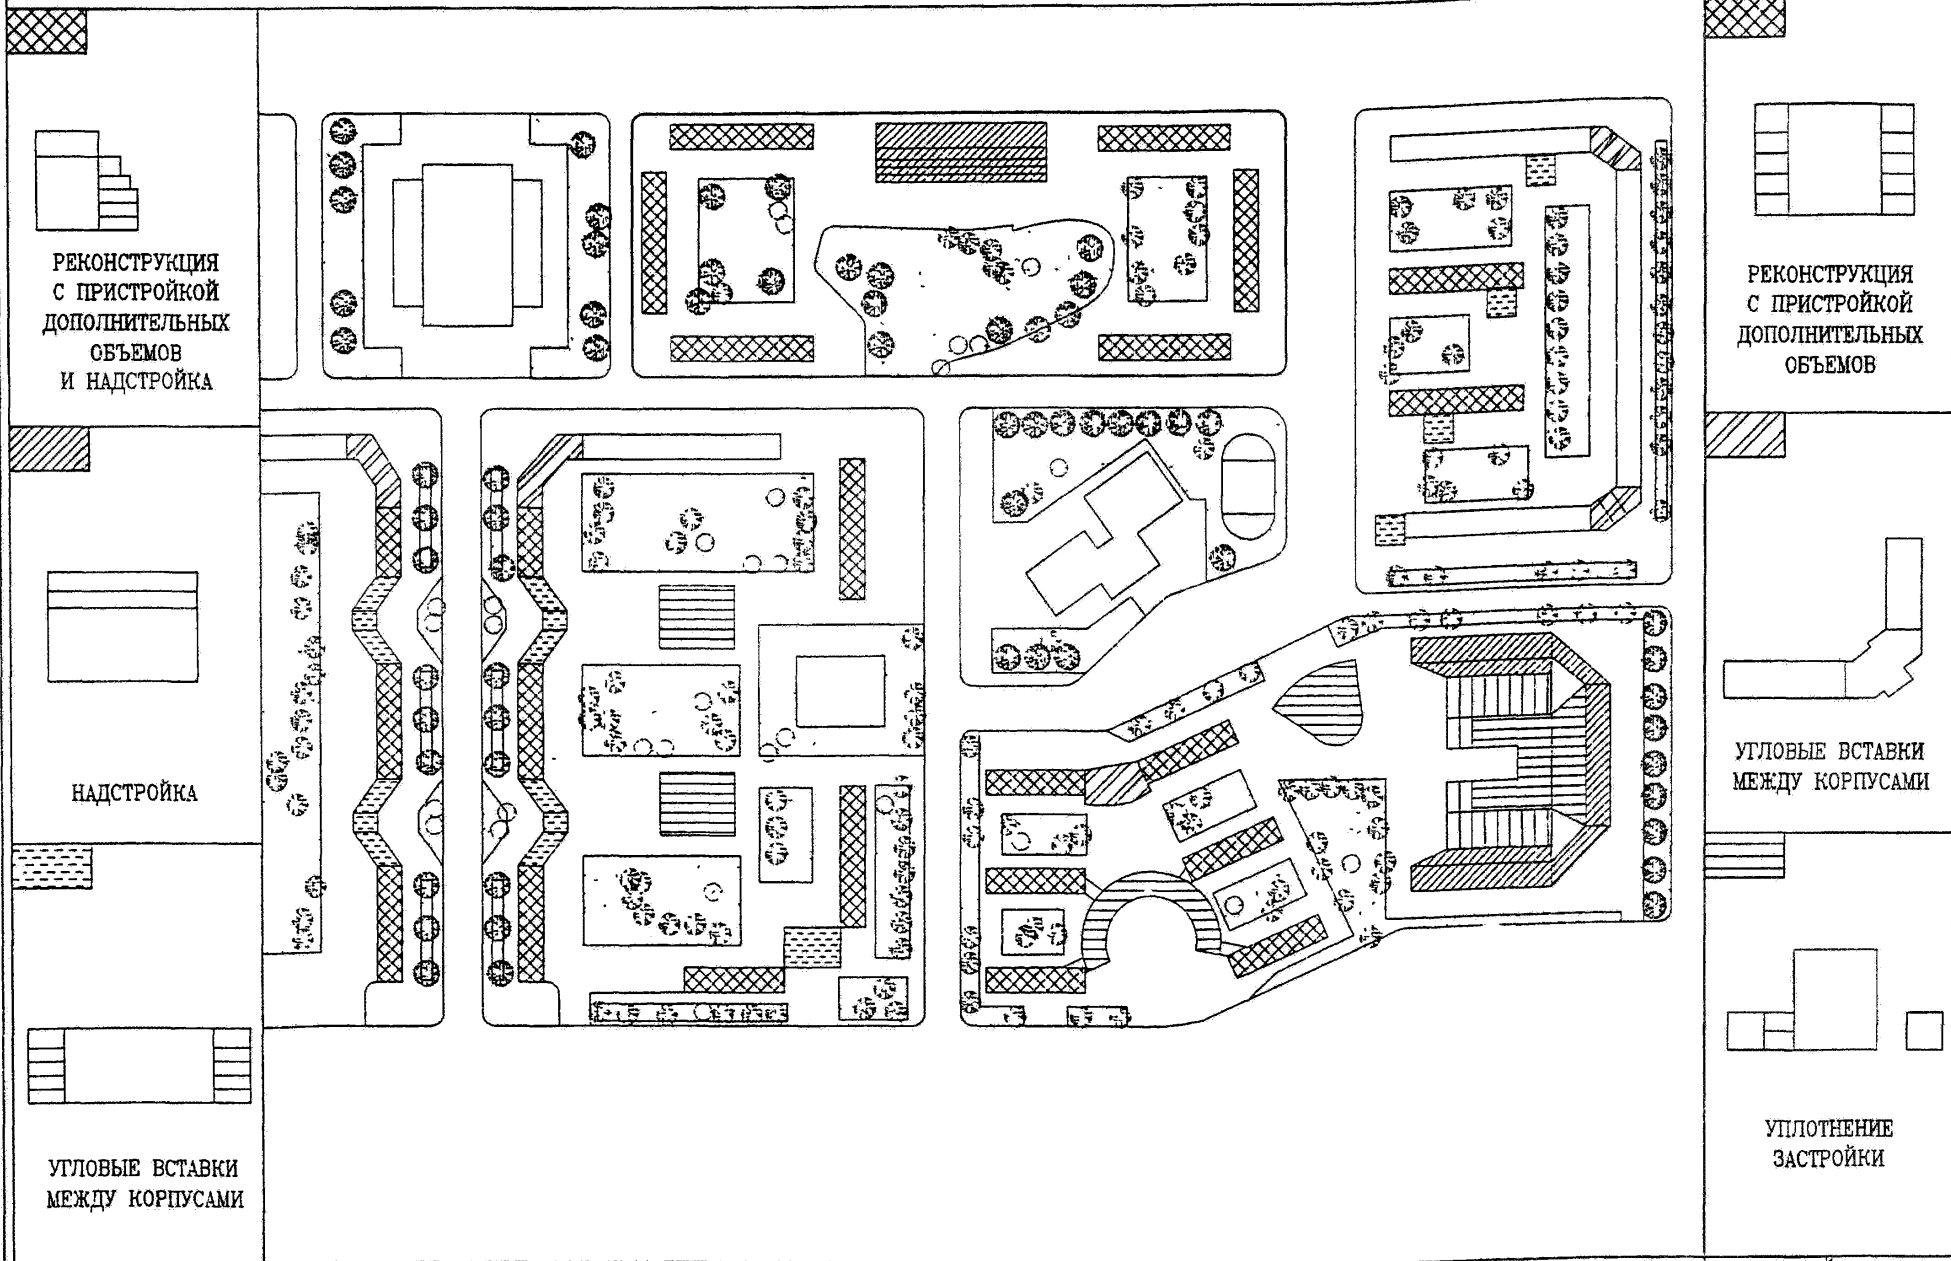 РЕКОНСТРУКЦИЯ
С ПРИСТРОЙКОЙ
ДОПОЛНИТЕЛЬНЫХ
ОБЪЕМОВ
И НАДСТРОЙКА
НАДСТРОЙКА
УГЛОВЫЕ ВСТАВКИ
МЕЖДУ КОРПУСАМИ
РЕКОНСТРУКЦИЯ
С ПРИСТРОЙКОЙ
ДОПОЛНИТЕЛЬНЫХ
ОБЪЕМОВ
УГЛОВЫЕ ВСТАВКИ
МЕЖДУ КОРПУСАМИ
УПЛОТНЕНИЕ
ЗАСТРОЙКИ